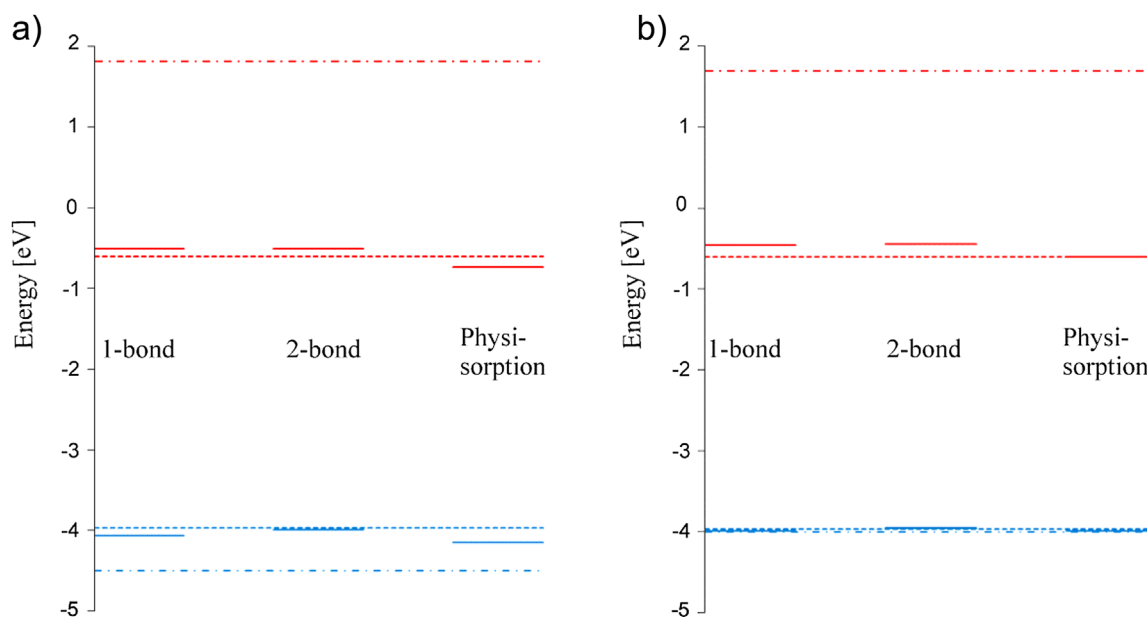 a)
2
1
0
-1
-2
-3
-4
-5
Energy [eV]
1-bond
2-bond
Physi-
sorption
b)
2
1
0
-1
-2
-3
-4
-5
Energy [eV]
1-bond
2-bond
Physi-
sorption